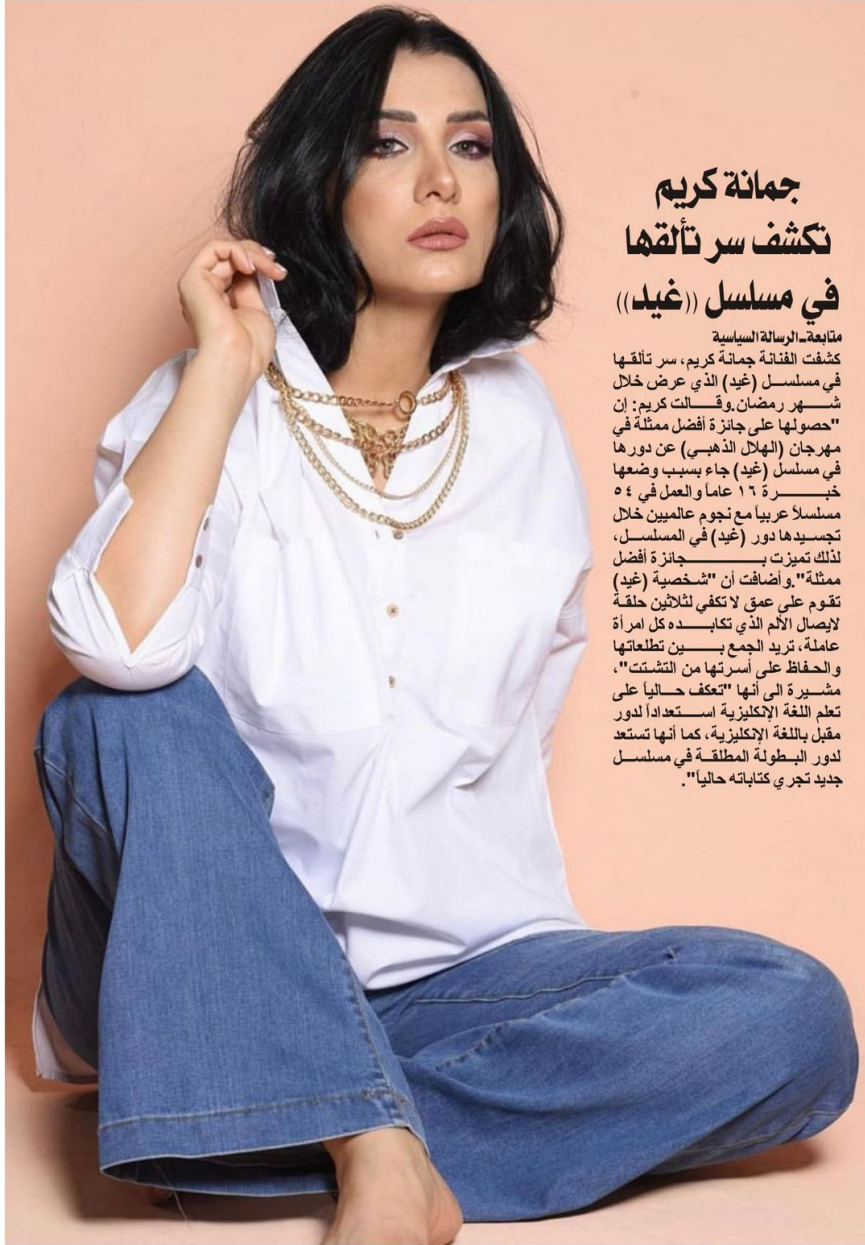 جمانة كريم
تكشف سر تألقها
في مسلسل ((غيد))
متابعة-الرسالة السياسية
كشفت الفنانة جمانة كريم، سر تألقها
في مسلسل (غيد) الذي عرض خلال
شهر رمضان.وقالت كريم: إن
"حصولها على جائزة أفضل ممثلة في
مهرجان (الهلال الذهبي) عن دورها
في مسلسل (غيد) جاء بسبب وضعها
خبرة ١٦ عاماً والعمل في ٥٤
مسلسلاً عربياً مع نجوم عالميين خلال
تجسيدها دور (غيد) في المسلسل،
لذلك تميزت بجائزة أفضل
ممثلة".وأضافت أن "شخصية (غيد)
تقوم على عمق لا تكفي لثلاثين حلقة
لايصال الألم الذي تكابده كل امرأة
عاملة، تريد الجمع بين تطلعاتها
والحفاظ على أسرتها من التشتت"،
مشيرة الى أنها "تعكف حالياً على
تعلم اللغة الإنكليزية استعداداً لدور
مقبل باللغة الإنكليزية، كما أنها تستعد
لدور البطولة المطلقة في مسلسل
جديد تجري كتاباته حالياً".